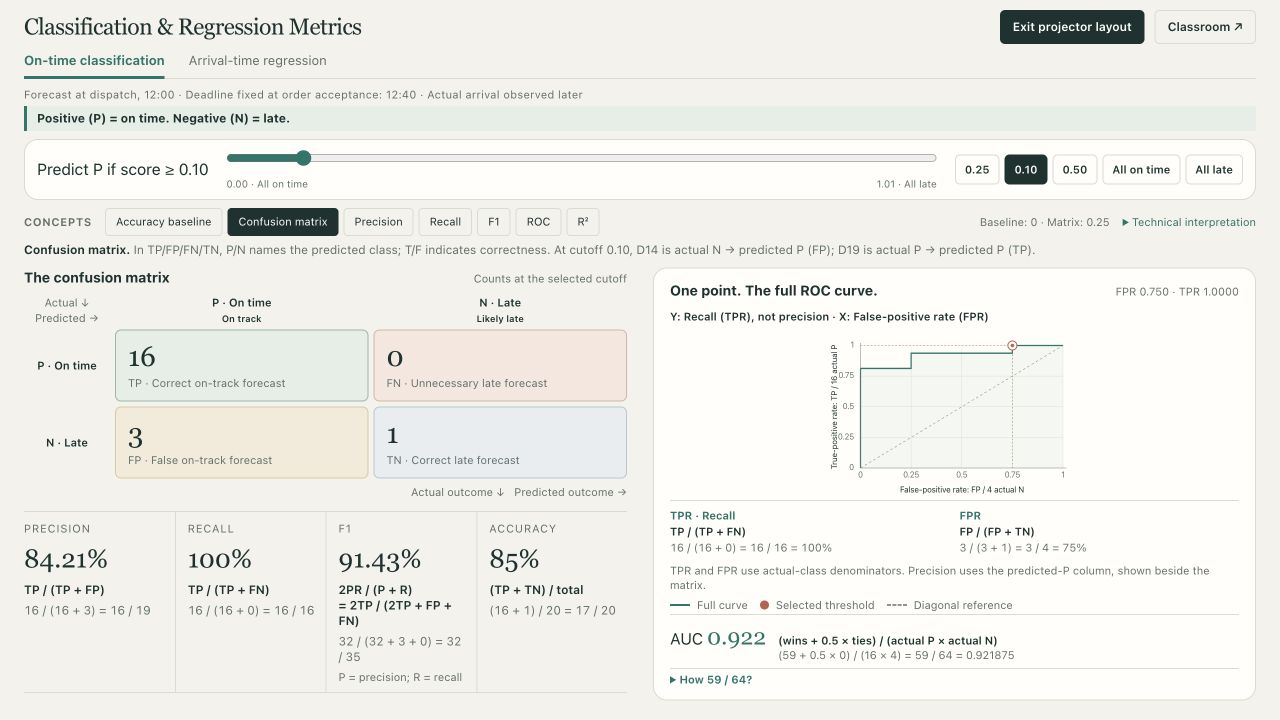 Classification & Regression Metrics
Exit projector layout
Classroom ↗
On-time classification
Arrival-time regression
Forecast at dispatch, 12:00 · Deadline fixed at order acceptance: 12:40 · Actual arrival observed later
Positive (P) = on time. Negative (N) = late.
Predict P if score ≥ 0.10
0.00 · All on time
1.01 · All late
0.25
0.10
0.50
All on time
All late
CONCEPTS
Accuracy baseline
Confusion matrix
Precision
Recall
F1
ROC
R²
Baseline: 0 · Matrix: 0.25
▶ Technical interpretation
Confusion matrix. In TP/FP/FN/TN, P/N names the predicted class; T/F indicates correctness. At cutoff 0.10, D14 is actual N → predicted P (FP); D19 is actual P → predicted P (TP).
The confusion matrix
Counts at the selected cutoff
Actual ↓
Predicted →
P · On time
On track
N · Late
Likely late
P · On time
16
TP · Correct on-track forecast
0
FN · Unnecessary late forecast
N · Late
3
FP · False on-track forecast
1
TN · Correct late forecast
Actual outcome ↓ Predicted outcome →
PRECISION
84.21%
TP / (TP + FP)
16 / (16 + 3) = 16 / 19
RECALL
100%
TP / (TP + FN)
16 / (16 + 0) = 16 / 16
F1
91.43%
2PR / (P + R)
= 2TP / (2TP + FP +
FN)
32 / (32 + 3 + 0) = 32
/ 35
P = precision; R = recall
ACCURACY
85%
(TP + TN) / total
(16 + 1) / 20 = 17 / 20
One point. The full ROC curve.
FPR 0.750 · TPR 1.0000
Y: Recall (TPR), not precision · X: False-positive rate (FPR)
True-positive rate: TP / 16 actual P
1
0.75
0.5
0.25
0
0
0.25
0.5
0.75
1
False-positive rate: FP / 4 actual N
TPR · Recall
TP / (TP + FN)
16 / (16 + 0) = 16 / 16 = 100%
FPR
FP / (FP + TN)
3 / (3 + 1) = 3 / 4 = 75%
TPR and FPR use actual-class denominators. Precision uses the predicted-P column, shown beside the
matrix.
Full curve
Selected threshold
Diagonal reference
AUC 0.922
(wins + 0.5 × ties) / (actual P × actual N)
(59 + 0.5 × 0) / (16 × 4) = 59 / 64 = 0.921875
▶ How 59 / 64?